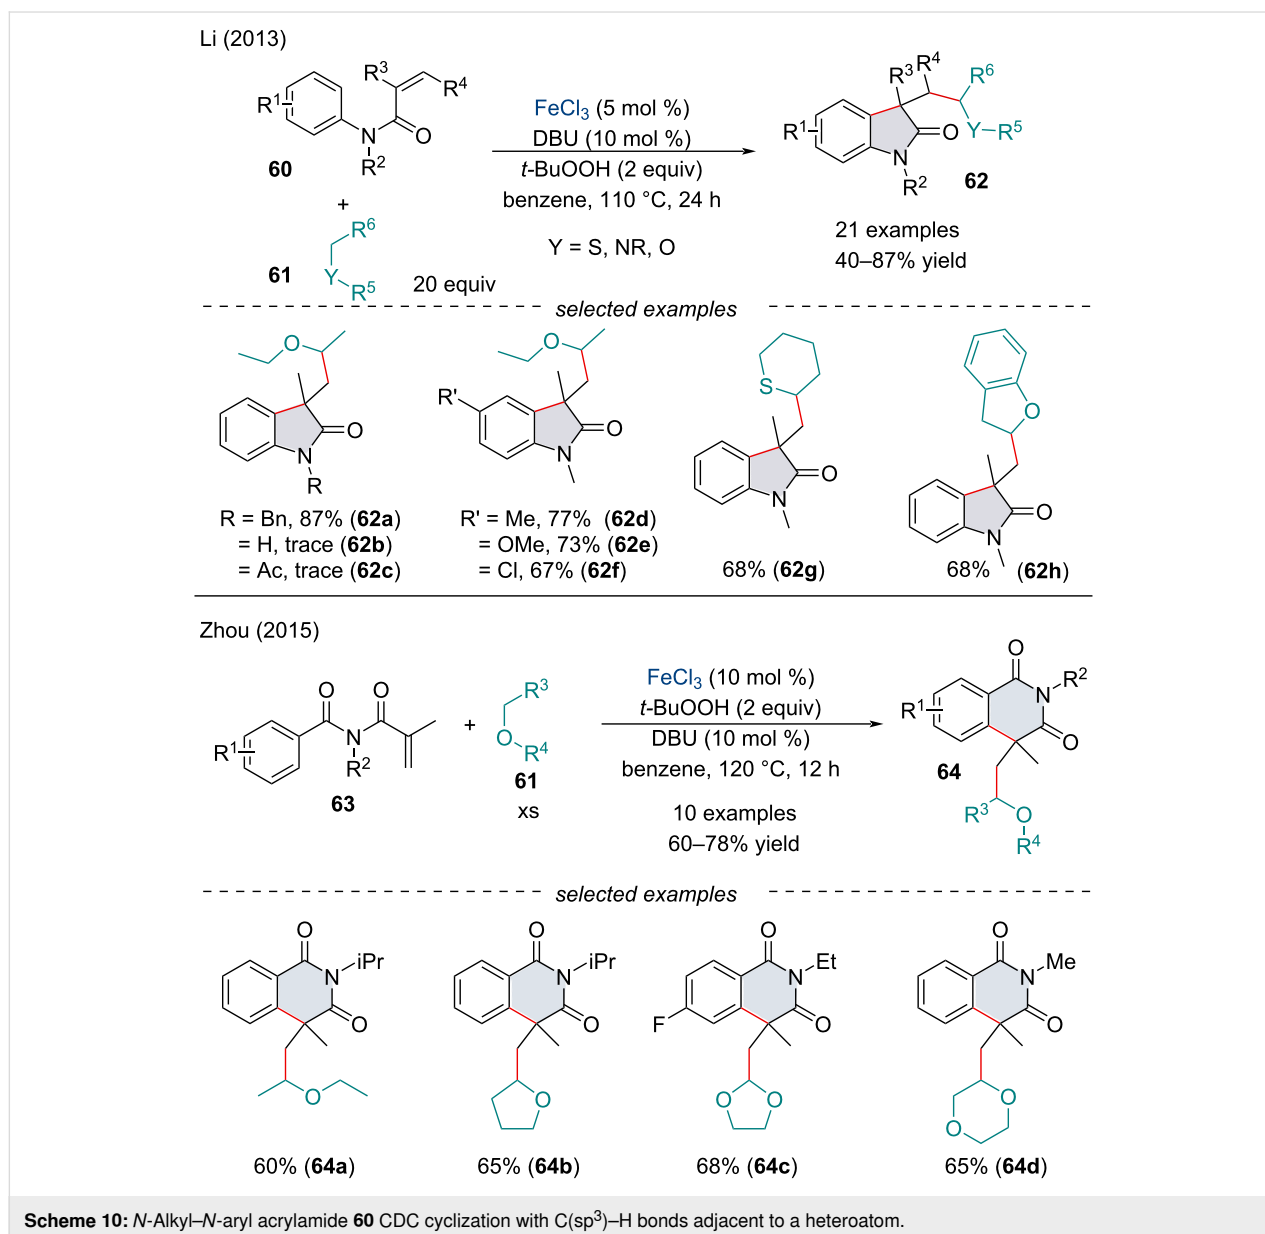 Li (2013)
R¹
R³
R⁴
N
O
R²
60
+
R⁶
Y
R⁵
61
20 equiv
FeCl₃ (5 mol %)
DBU (10 mol %)
t-BuOOH (2 equiv)
benzene, 110 °C, 24 h
Y = S, NR, O
R³
R⁴
R⁶
R¹
O
Y
R⁵
N
R²
62
21 examples
40–87% yield
selected examples
O
O
N
R
R = Bn, 87% (62a)
= H, trace (62b)
= Ac, trace (62c)
O
R'
O
N
R' = Me, 77% (62d)
= OMe, 73% (62e)
= Cl, 67% (62f)
S
O
N
68% (62g)
O
O
N
68% (62h)
Zhou (2015)
O
O
R¹
N
R²
63
+
R³
O
R⁴
61
xs
FeCl₃ (10 mol %)
t-BuOOH (2 equiv)
DBU (10 mol %)
benzene, 120 °C, 12 h
10 examples
60–78% yield
O
R²
N
R¹
O
64
R³
O
R⁴
selected examples
O
N
iPr
O
O
60% (64a)
O
N
iPr
O
O
65% (64b)
O
N
Et
O
F
O
O
68% (64c)
O
N
Me
O
O
O
65% (64d)
Scheme 10: N-Alkyl–N-aryl acrylamide 60 CDC cyclization with C(sp³)–H bonds adjacent to a heteroatom.